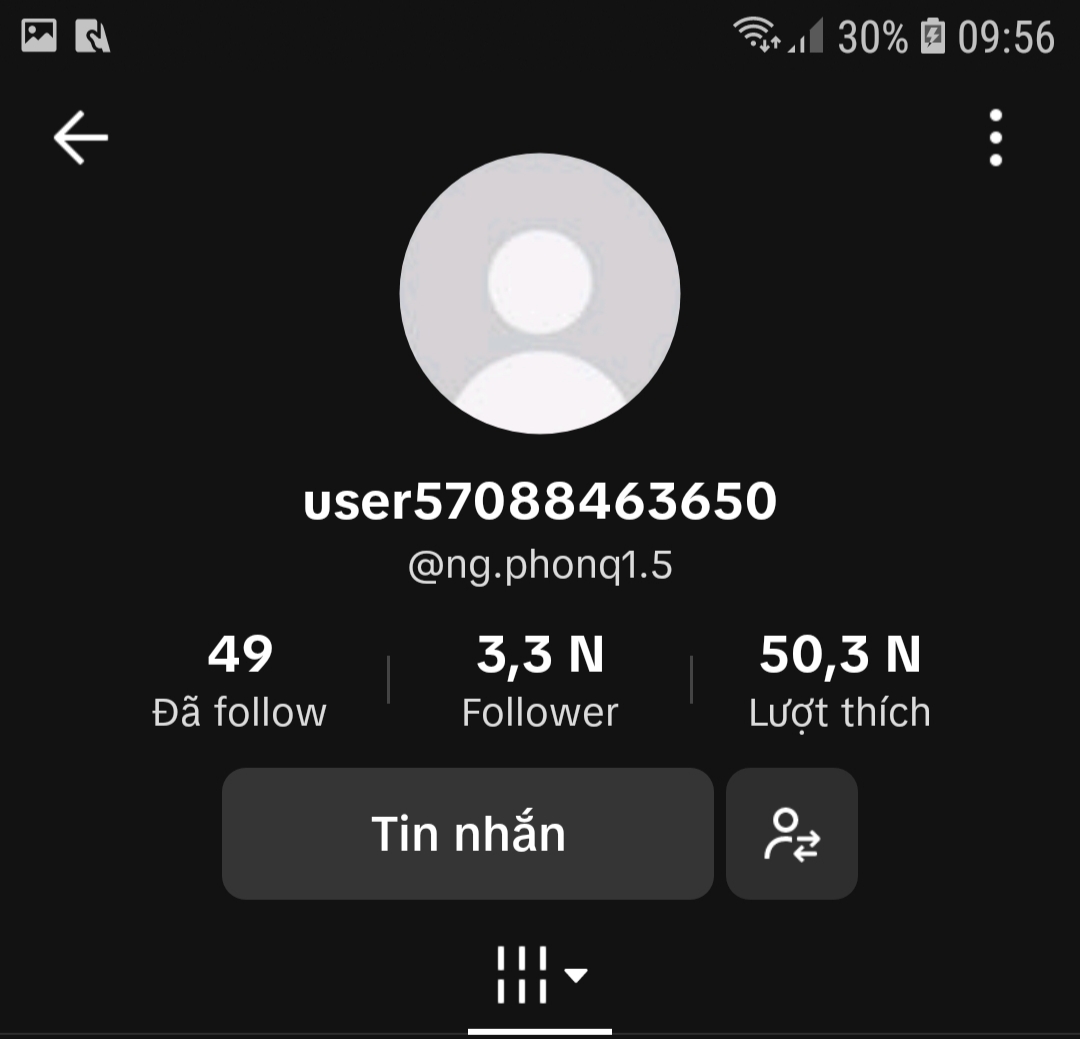 30% 09:56
user57088463650
@ng.phonq1.5
49 3,3 N 50,3 N
Đã follow Follower Lượt thích
Tin nhắn